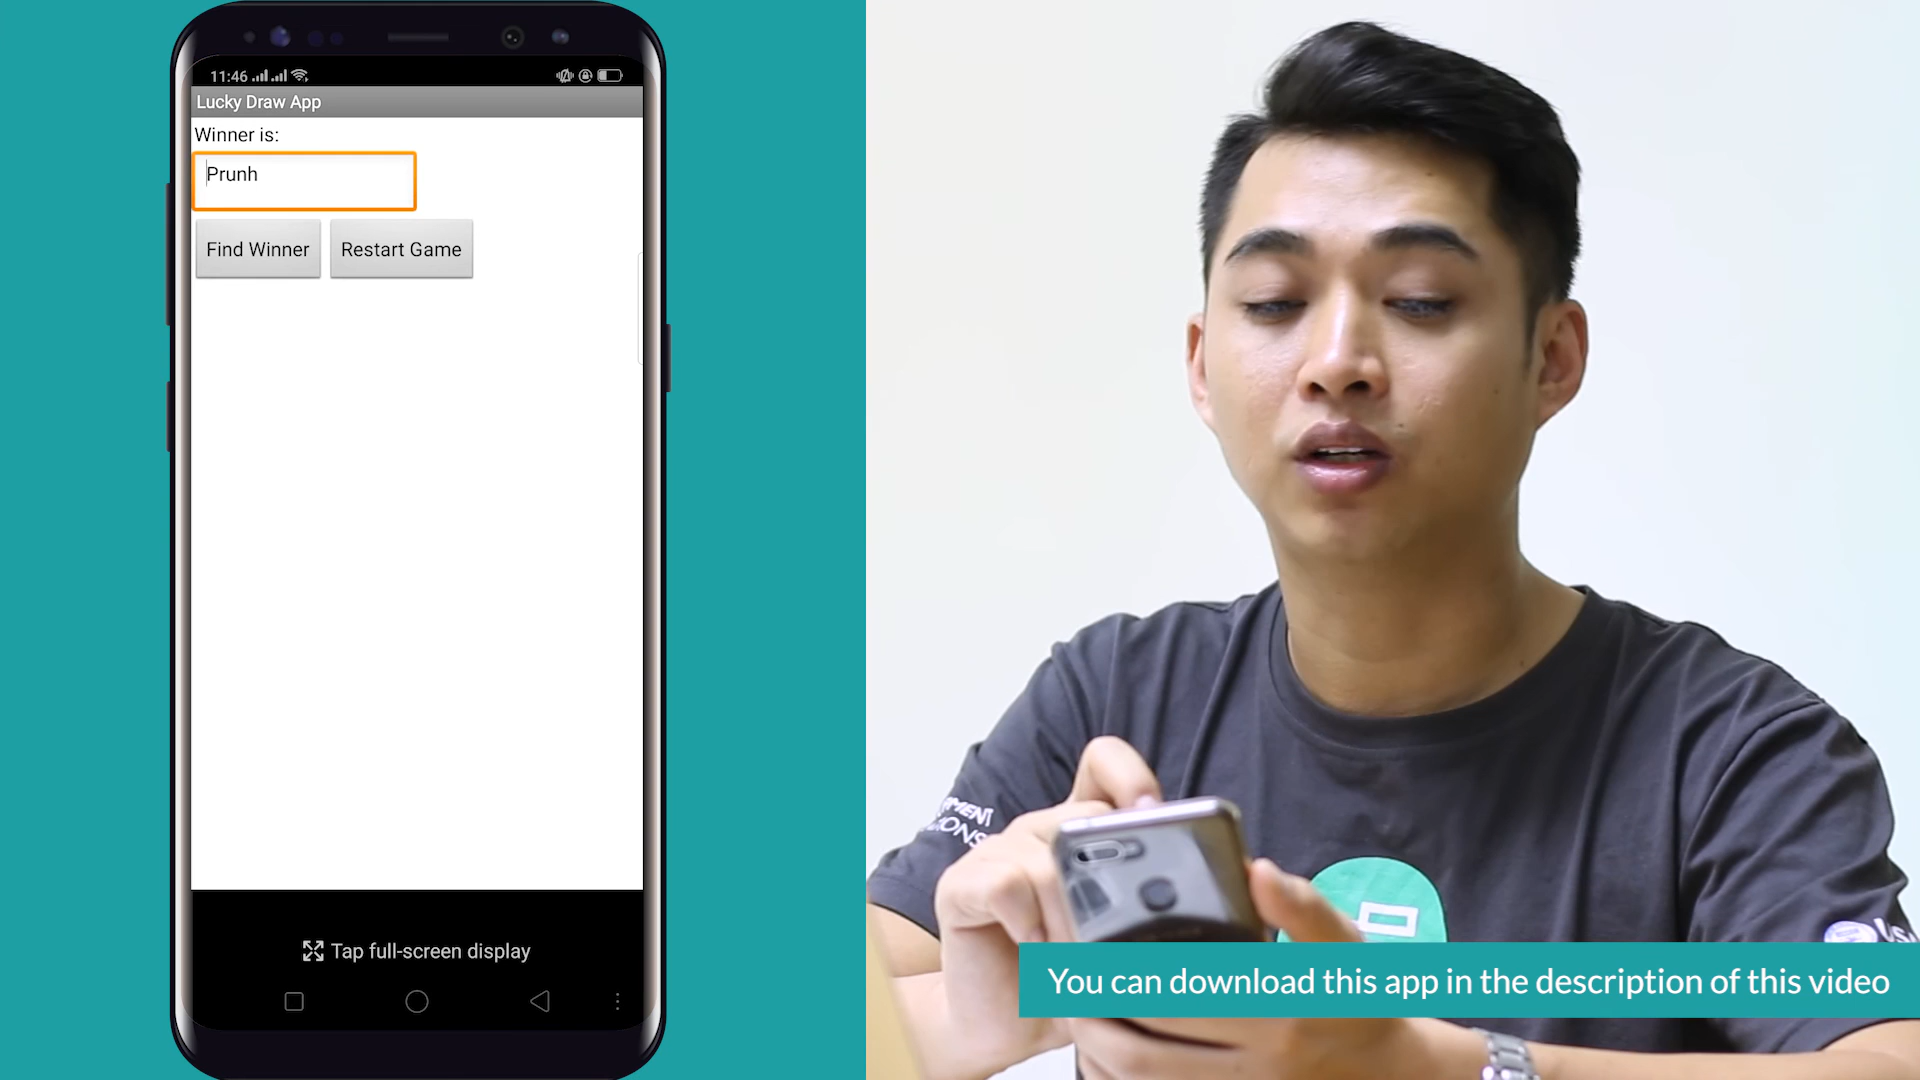 11:46
Lucky Draw App
Winner is:
Prunh
Find Winner
Restart Game
Tap full-screen display
You can download this app in the description of this video